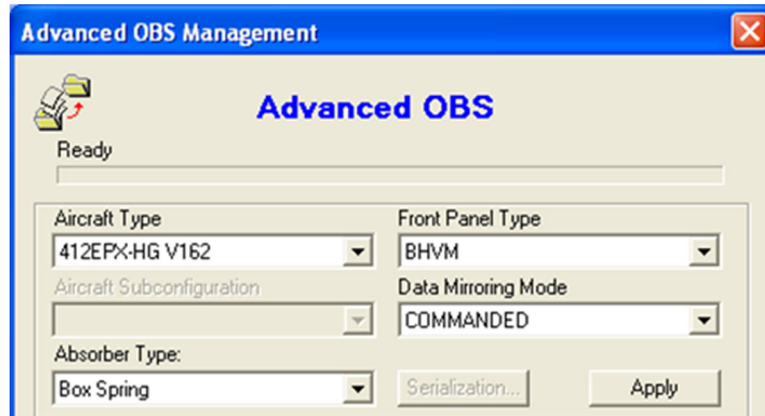 Advanced OBS Management
Advanced OBS
Ready
Aircraft Type
Front Panel Type
412EPX-HG V162
BHVM
Aircraft Subconfiguration
Data Mirroring Mode
COMMANDED
Absorber Type:
Box Spring
Serialization...
Apply